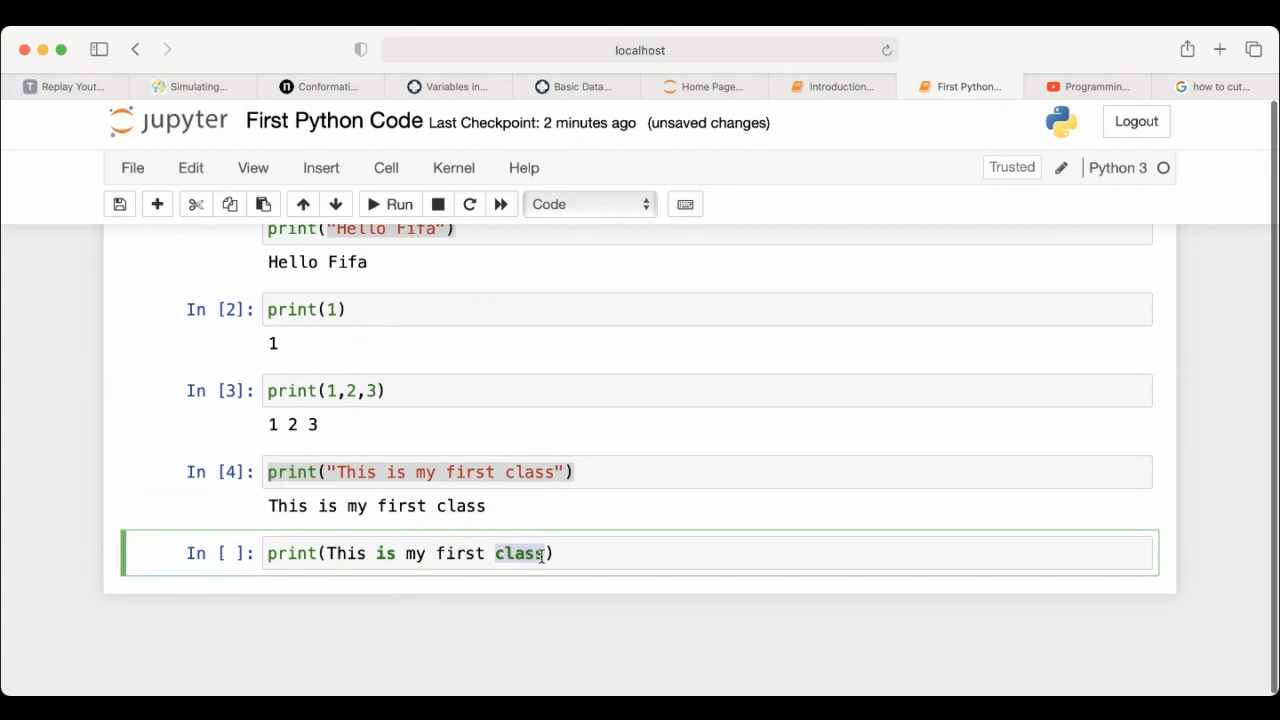 localhost
Replay Yout...
Simulating...
Conformati...
Variables in...
Basic Data...
Home Page...
Introduction...
First Python...
Programmin...
how to cut...
jupyter First Python Code Last Checkpoint: 2 minutes ago (unsaved changes)
Logout
File Edit View Insert Cell Kernel Help
Trusted
Python 3
Run
Code
print("Hello Fifa")
Hello Fifa
In [2]: print(1)
1
In [3]: print(1,2,3)
1 2 3
In [4]: print("This is my first class")
This is my first class
In [ ]: print(This is my first class)